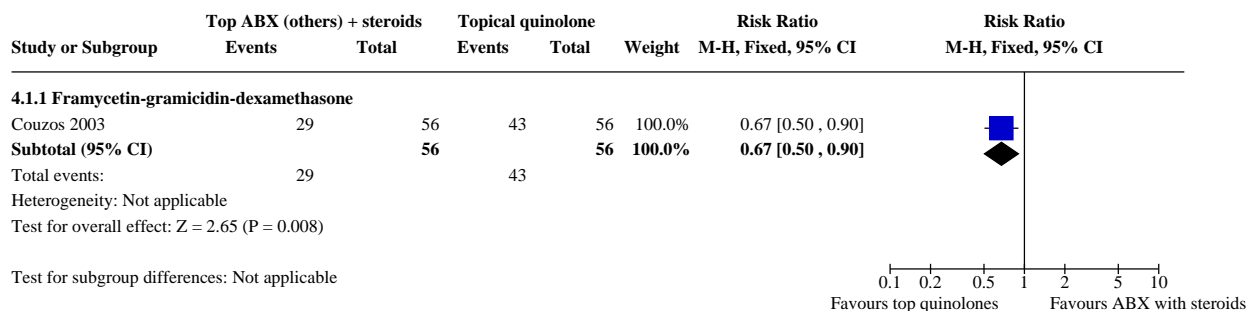 Top ABX (others) + steroids Topical quinolone Risk Ratio Risk Ratio
Study or Subgroup Events Total Events Total Weight M-H, Fixed, 95% CI M-H, Fixed, 95% CI
4.1.1 Framycetin-gramicidin-dexamethasone
Couzos 2003 29 56 43 56 100.0% 0.67 [0.50 , 0.90]
Subtotal (95% CI) 56 56 100.0% 0.67 [0.50 , 0.90]
Total events: 29 43
Heterogeneity: Not applicable
Test for overall effect: Z = 2.65 (P = 0.008)
Test for subgroup differences: Not applicable
0.1 0.2 0.5 1 2 5 10
Favours top quinolones Favours ABX with steroids